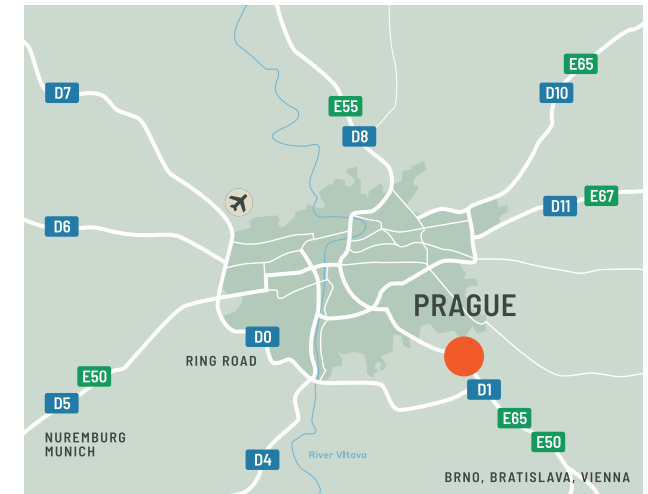 E65
D7
D10
E55
D8
E67
D11
D6
PRAGUE
D0
RING ROAD
E50
D1
D5
E65
NUREMBURG
MUNICH
E50
River Vltava
D4
BRNO, BRATISLAVA, VIENNA